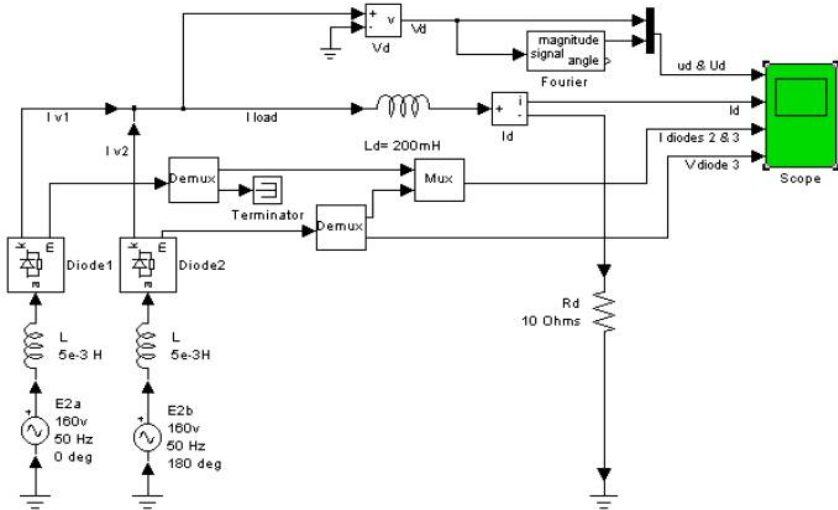 +
-
v
Vd
Vd
magnitude
signal
angle
Fourier
ud & Ud
I v1
I load
+
i
-
Id
Id
I v2
Ld= 200mH
I diodes 2 & 3
V diode 3
Scope
Demux
Mux
Terminator
Demux
k
m
a
Diode1
k
m
a
Diode2
Rd
10 Ohms
L
5e-3 H
L
5e-3H
+
E2a
160v
50 Hz
0 deg
+
E2b
160v
50 Hz
180 deg